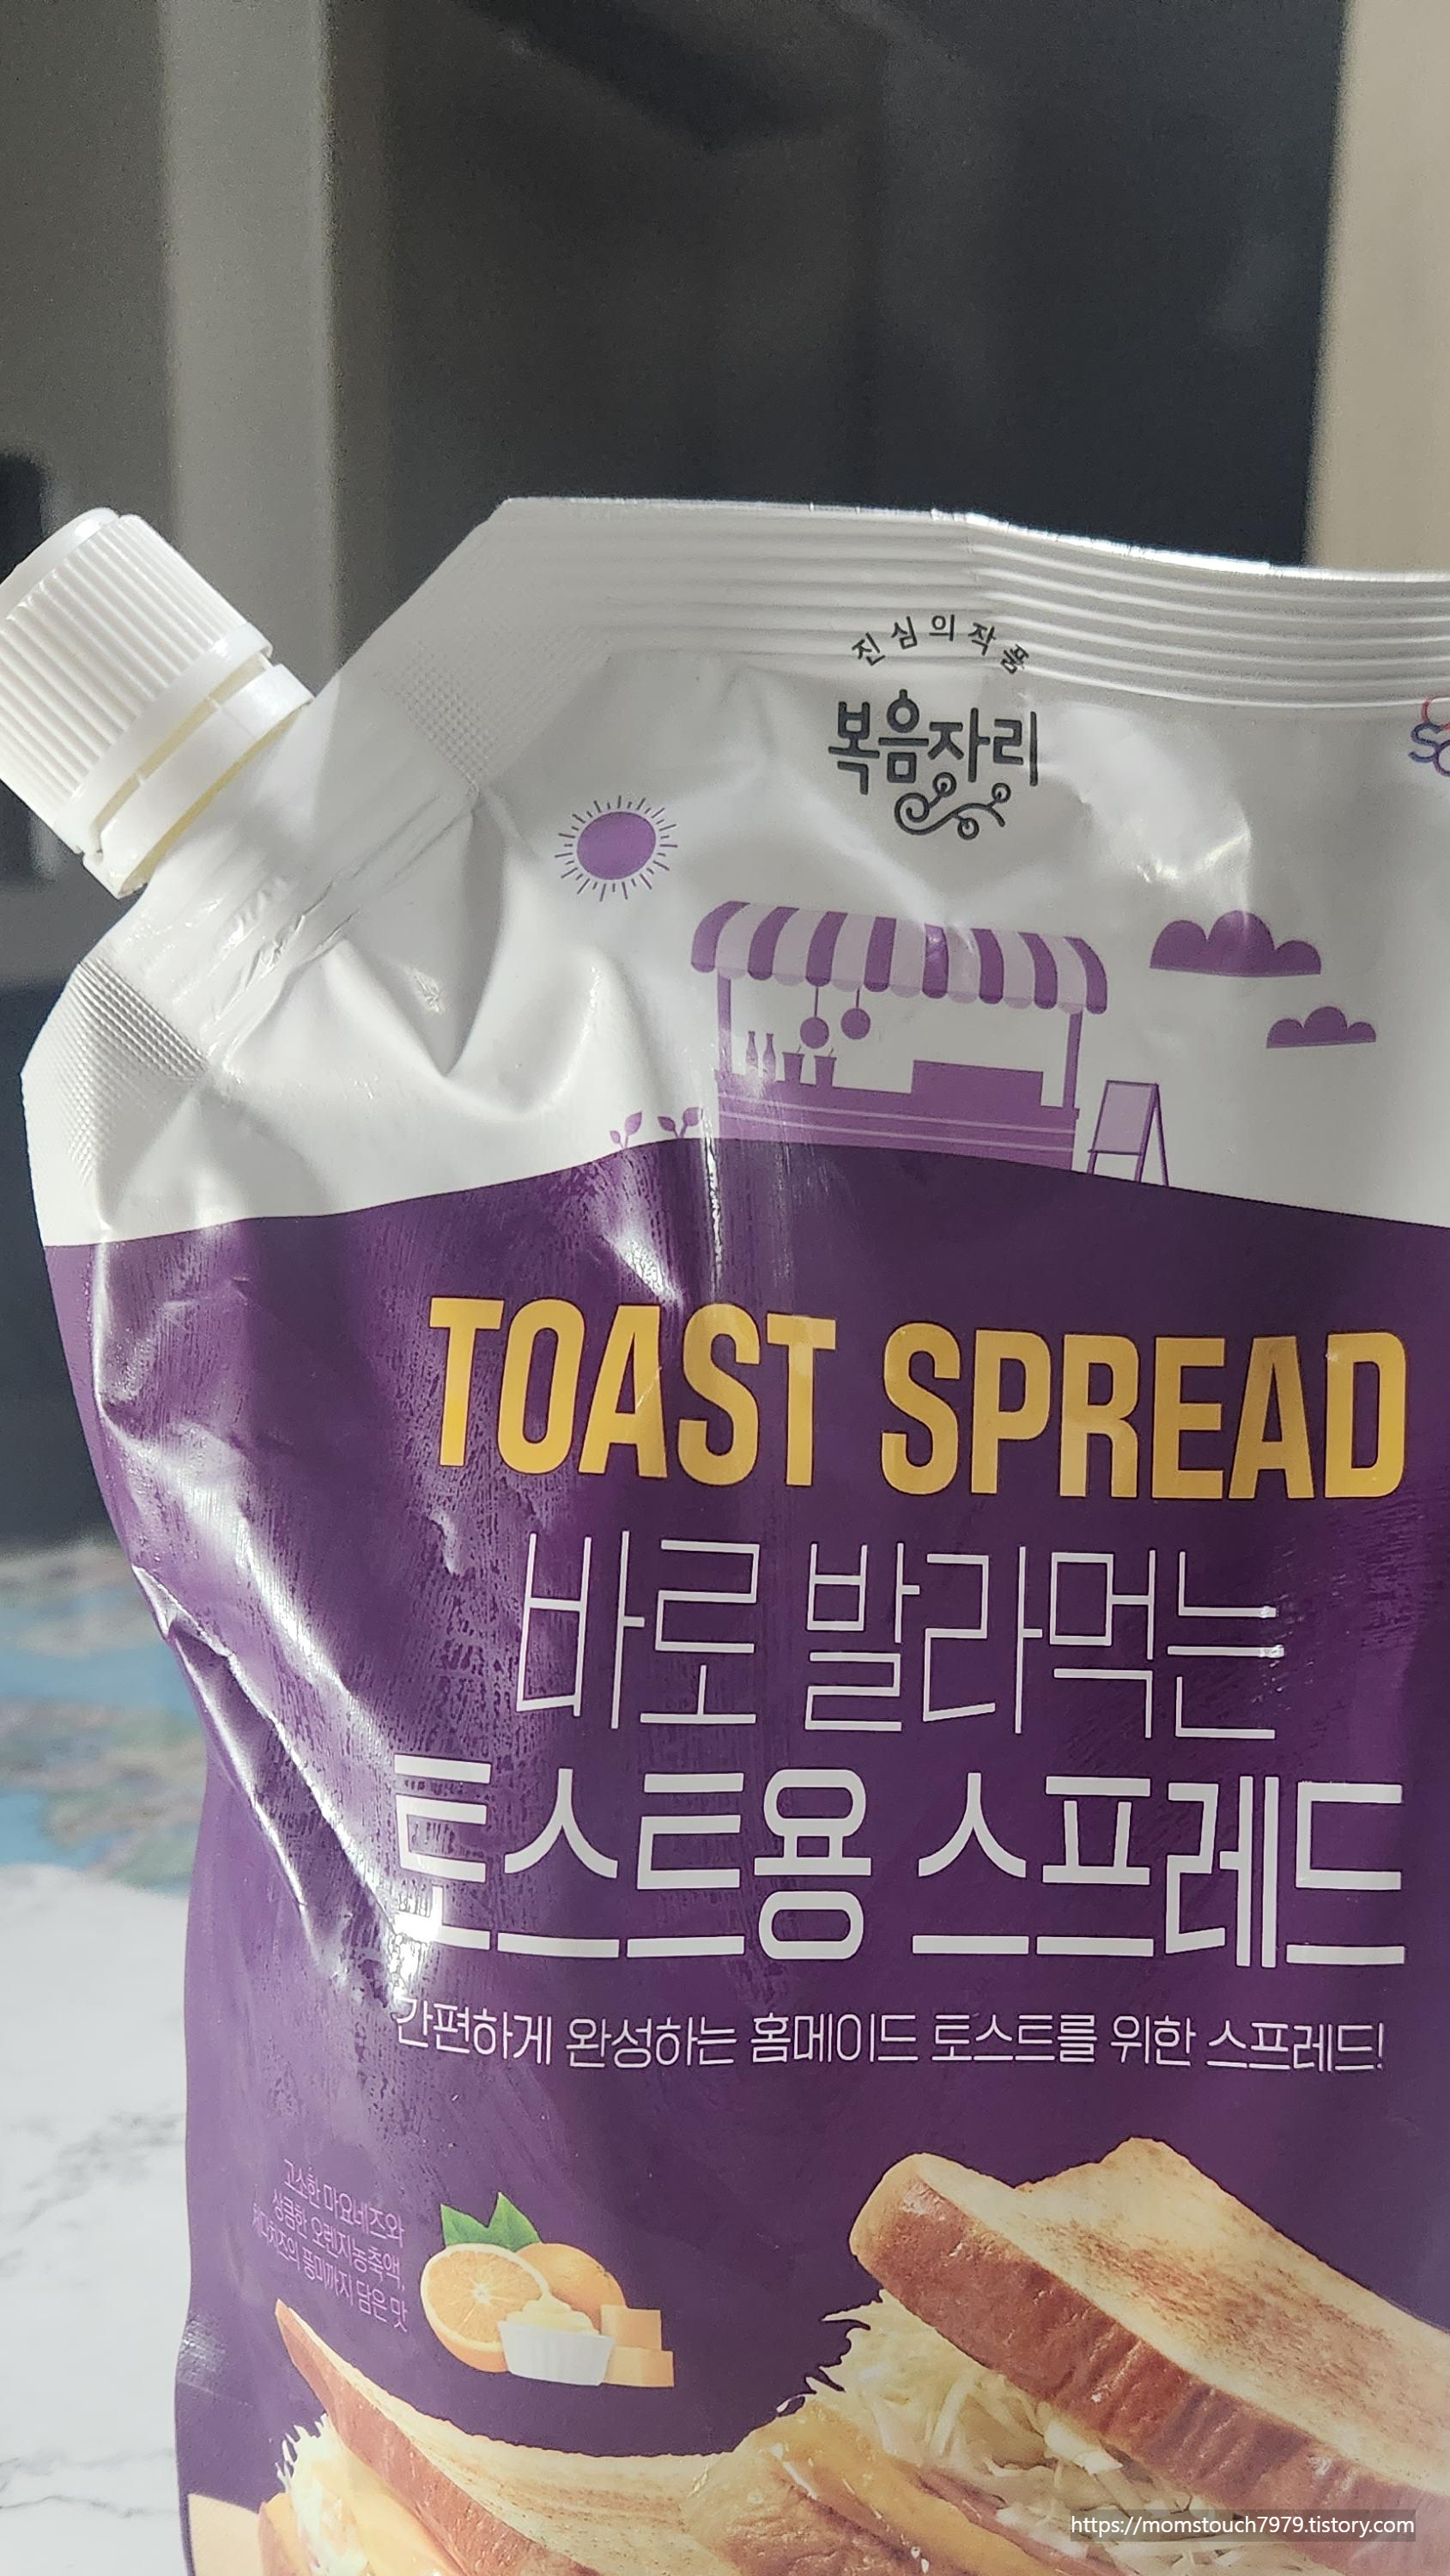 진심의작품
복음자리
TOAST SPREAD
바로 발라먹는
토스트용 스프레드
간편하게 완성하는 홈메이드 토스트를 위한 스프레드!
고소한 마요네즈와
상큼한 오렌지농축액,
체다치즈의 풍미까지 담은 맛
https://momstouch7979.tistory.com